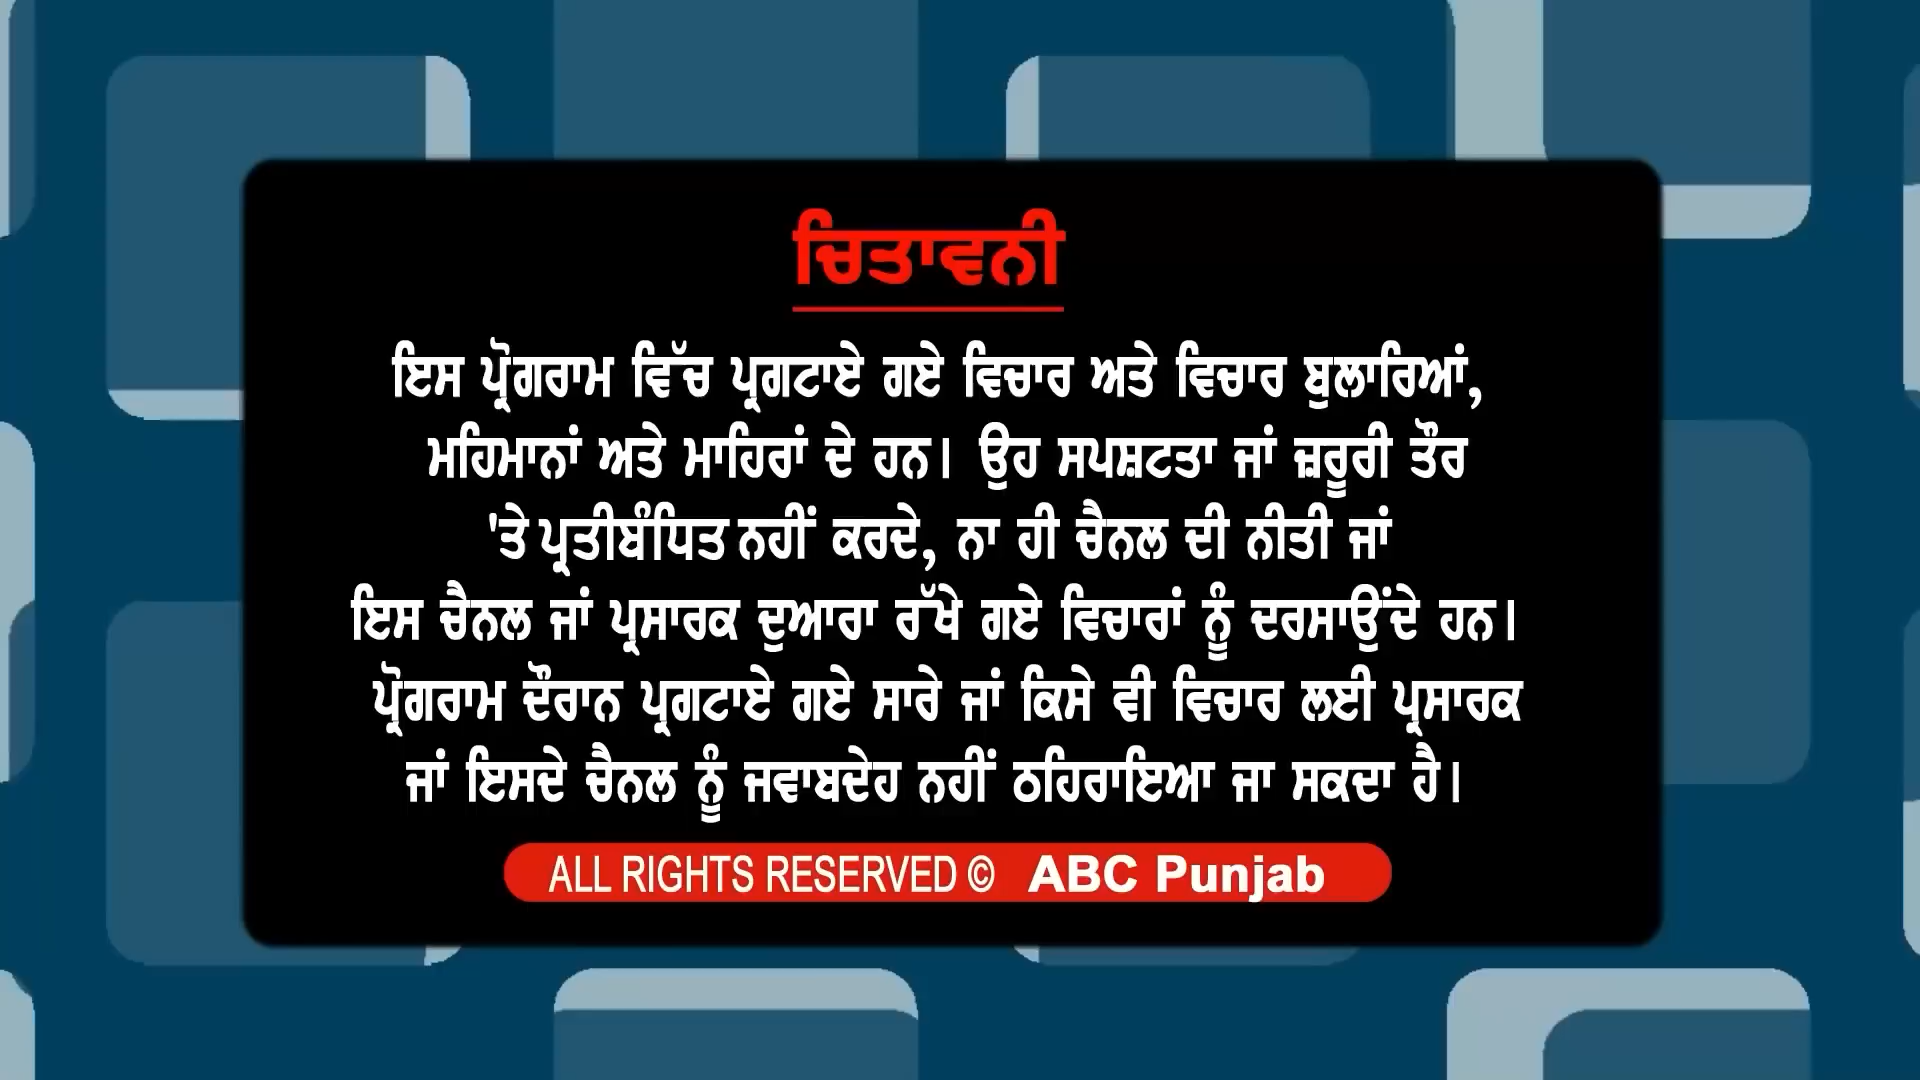 ਚਿਤਾਵਨੀ
ਇਸ ਪ੍ਰੋਗਰਾਮ ਵਿੱਚ ਪ੍ਰਗਟਾਏ ਗਏ ਵਿਚਾਰ ਅਤੇ ਵਿਚਾਰ ਬੁਲਾਰਿਆਂ,
ਮਹਿਮਾਨਾਂ ਅਤੇ ਮਾਹਿਰਾਂ ਦੇ ਹਨ। ਉਹ ਸਪਸ਼ਟਤਾ ਜਾਂ ਜ਼ਰੂਰੀ ਤੌਰ
'ਤੇ ਪ੍ਰਤੀਬੰਧਿਤ ਨਹੀਂ ਕਰਦੇ, ਨਾ ਹੀ ਚੈਨਲ ਦੀ ਨੀਤੀ ਜਾਂ
ਇਸ ਚੈਨਲ ਜਾਂ ਪ੍ਰਸਾਰਕ ਦੁਆਰਾ ਰੱਖੇ ਗਏ ਵਿਚਾਰਾਂ ਨੂੰ ਦਰਸਾਉਂਦੇ ਹਨ।
ਪ੍ਰੋਗਰਾਮ ਦੌਰਾਨ ਪ੍ਰਗਟਾਏ ਗਏ ਸਾਰੇ ਜਾਂ ਕਿਸੇ ਵੀ ਵਿਚਾਰ ਲਈ ਪ੍ਰਸਾਰਕ
ਜਾਂ ਇਸਦੇ ਚੈਨਲ ਨੂੰ ਜਵਾਬਦੇਹ ਨਹੀਂ ਠਹਿਰਾਇਆ ਜਾ ਸਕਦਾ ਹੈ।
ALL RIGHTS RESERVED © ABC Punjab